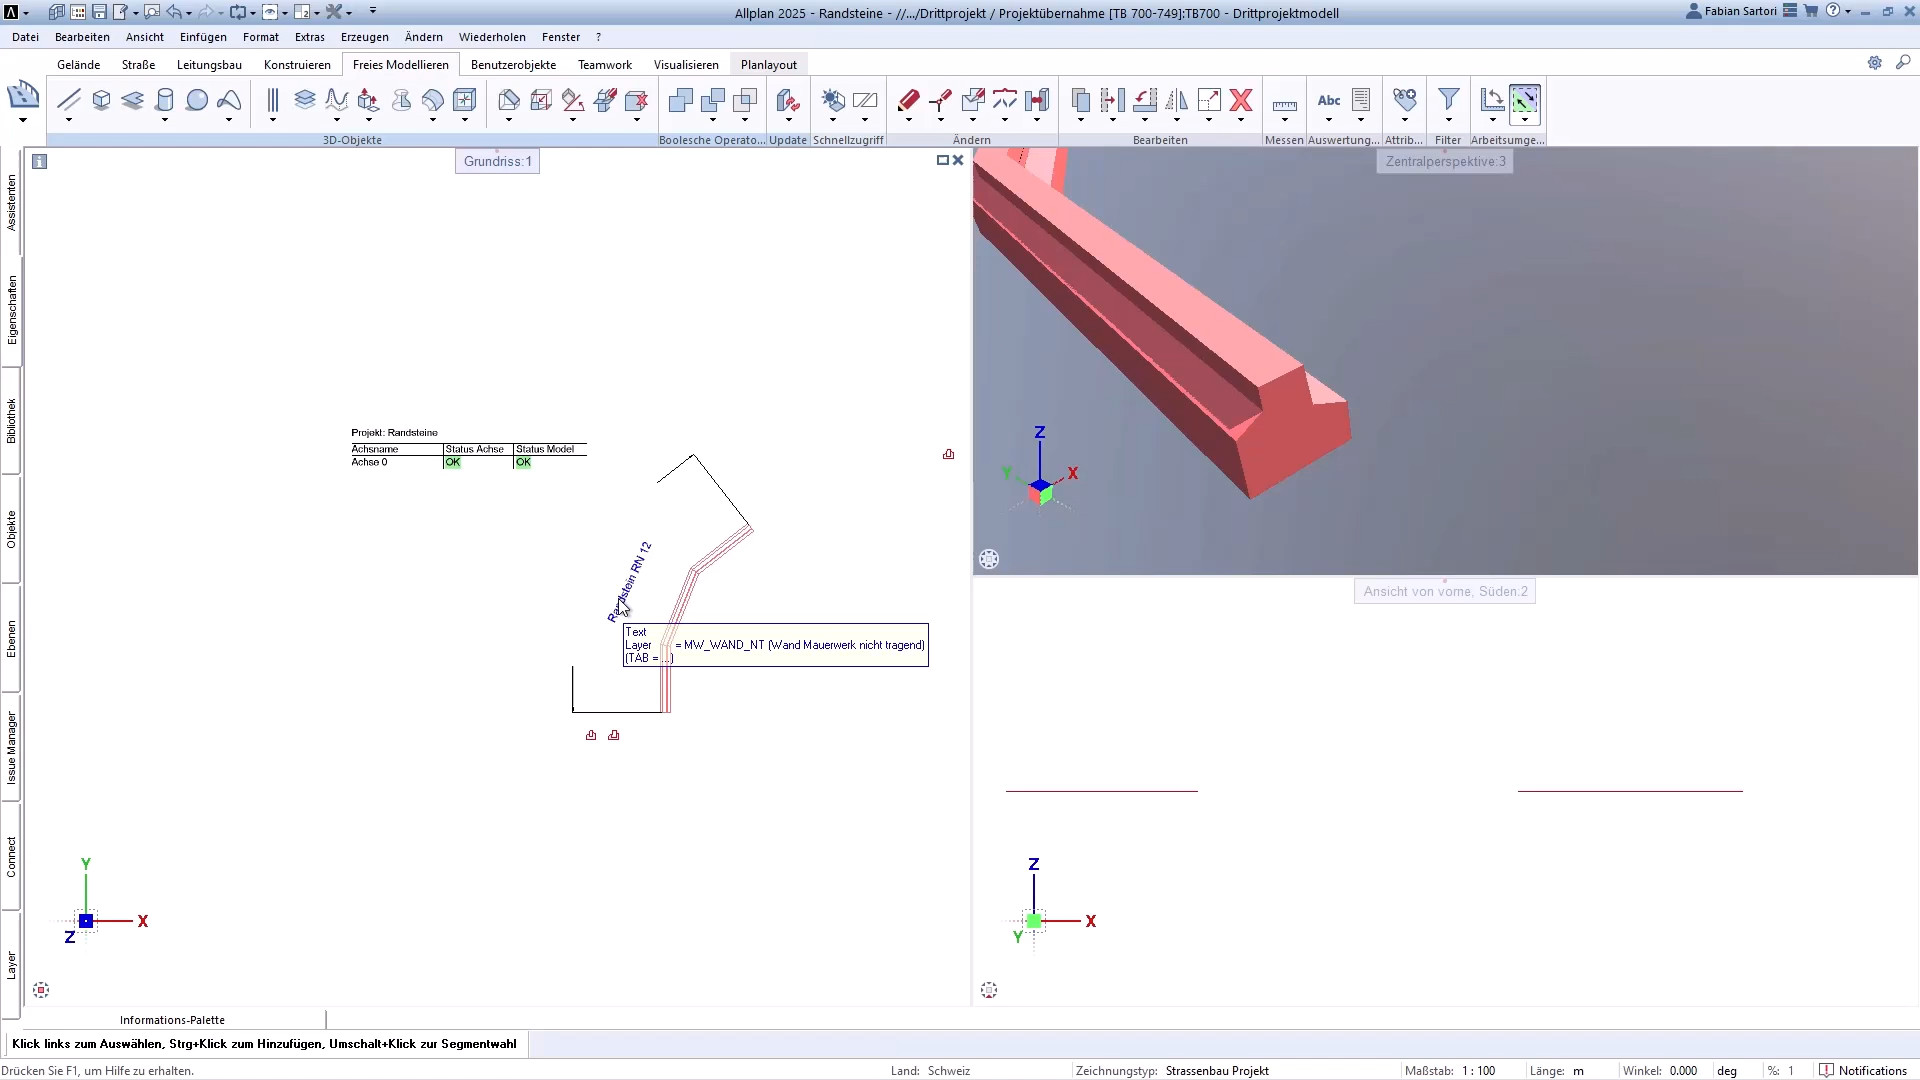 Allplan 2025 - Randsteine - //.../Drittprojekt / Projektübernahme [TB 700-749]:TB700 - Drittprojektmodell
Fabian Sartori
Datei Bearbeiten Ansicht Einfügen Format Extras Erzeugen Ändern Wiederholen Fenster ?
Gelände Straße Leitungsbau Konstruieren Freies Modellieren Benutzerobjekte Teamwork Visualisieren Planlayout
Abc
3D-Objekte Boolesche Operato... Update Schnellzugriff Ändern Bearbeiten Messen Auswertung,... Attrib... Filter Arbeitsumge...
Grundriss:1
Zentralperspektive:3
Assistenten
Eigenschaften
Bibliothek
Objekte
Ebenen
Issue Manager
Connect
Layer
Projekt: Randsteine
Achsname Status Achse Status Model
Achse 0 OK OK
Randstein RN 12
Text
Layer = MW_WAND_NT (Wand Mauerwerk nicht tragend)
(TAB = ...)
Z
Y X
Ansicht von vorne, Süden:2
Y
X
Z
Z
X
Y
Informations-Palette
Klick links zum Auswählen, Strg+Klick zum Hinzufügen, Umschalt+Klick zur Segmentwahl
Drücken Sie F1, um Hilfe zu erhalten. Land: Schweiz Zeichnungstyp: Strassenbau Projekt Maßstab: 1 : 100 Länge: m Winkel: 0.000 deg %: 1 Notifications